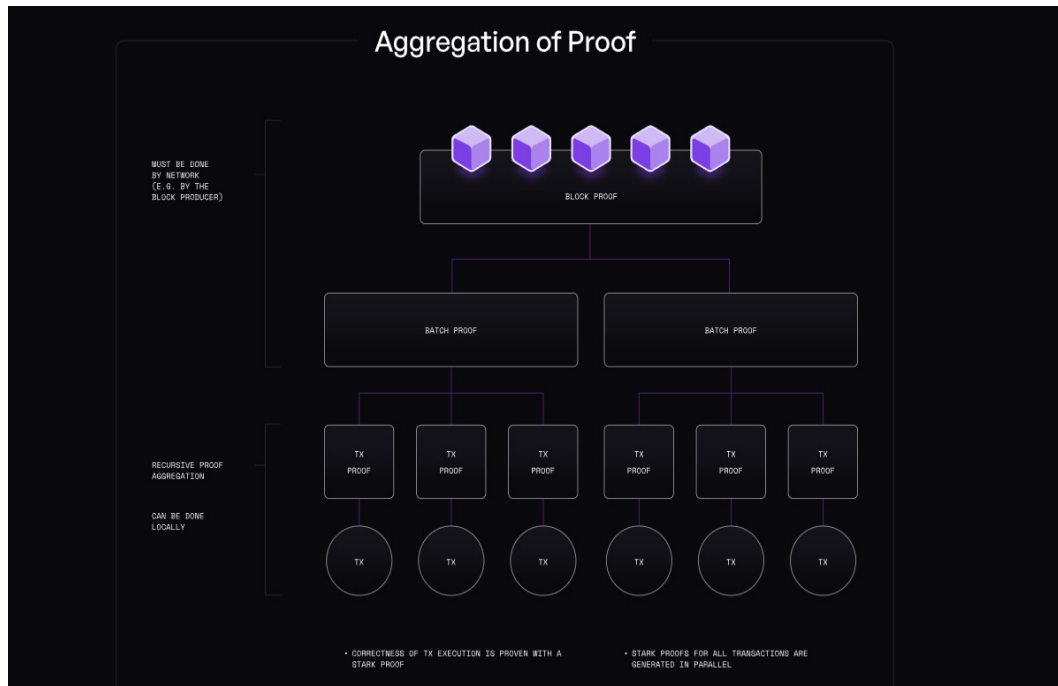 Aggregation of Proof
MUST BE DONE
BY NETWORK
(E.G. BY THE
BLOCK PRODUCER)
BLOCK PROOF
BATCH PROOF
BATCH PROOF
RECURSIVE PROOF
AGGREGATION
CAN BE DONE
LOCALLY
TX
PROOF
TX
PROOF
TX
PROOF
TX
PROOF
TX
PROOF
TX
PROOF
TX
TX
TX
TX
TX
TX
• CORRECTNESS OF TX EXECUTION IS PROVEN WITH A
STARK PROOF
• STARK PROOFS FOR ALL TRANSACTIONS ARE
GENERATED IN PARALLEL